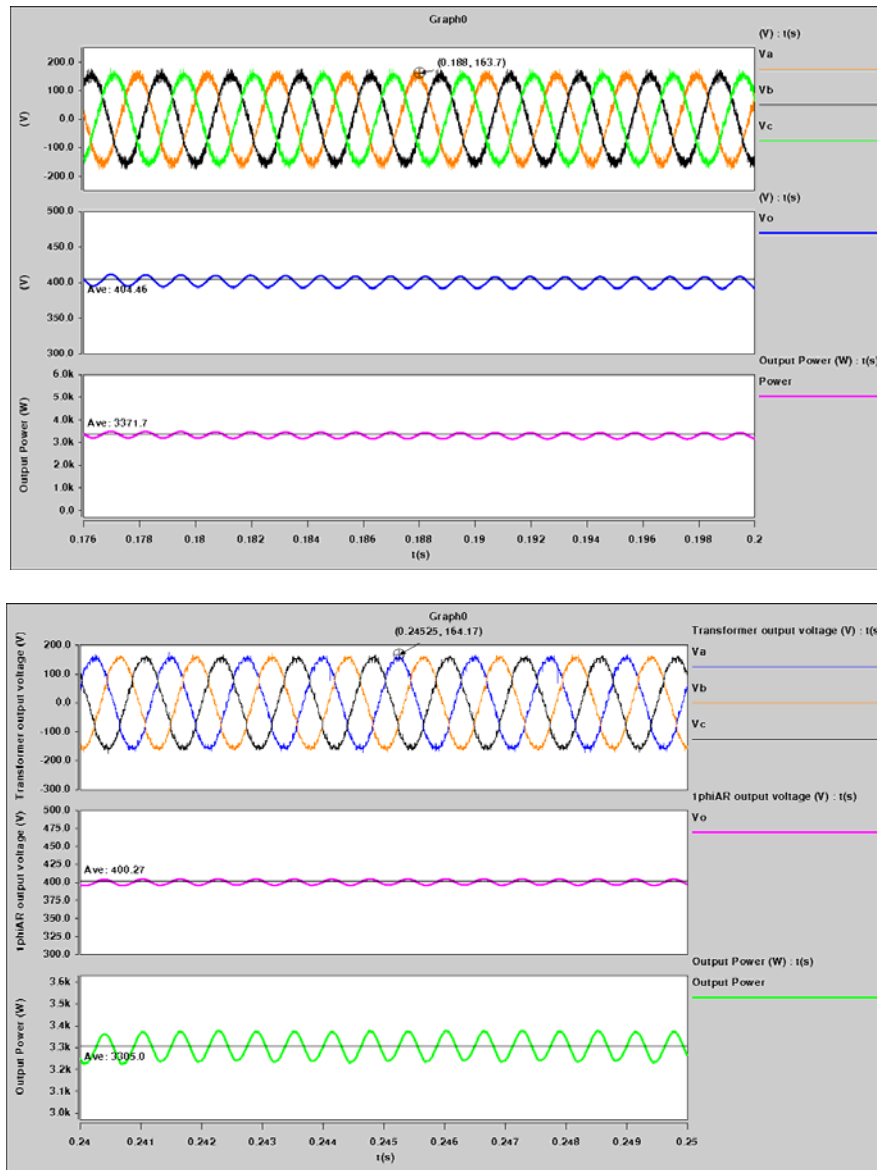 Graph0
(V) : t(s)
Va
Vb
Vc
(0.188, 163.7)
(V)
200.0
100.0
0.0
-100.0
-200.0
(V) : t(s)
Vo
(V)
500.0
450.0
400.0
350.0
300.0
Ave: 404.46
Output Power (W) : t(s)
Power
Output Power (W)
6.0k
5.0k
4.0k
3.0k
2.0k
1.0k
0.0
Ave: 3371.7
0.176 0.178 0.18 0.182 0.184 0.186 0.188 0.19 0.192 0.194 0.196 0.198 0.2
t(s)
Graph0
(0.24525, 164.17)
Transformer output voltage (V) : t(s
Va
Vb
Vc
Transformer output voltage (V)
200.0
100.0
0.0
-100.0
-200.0
-300.0
1phiAR output voltage (V) : t(s)
Vo
1phiAR output voltage (V)
500.0
475.0
450.0
425.0
400.0
375.0
350.0
325.0
300.0
Ave: 400.27
Output Power (W) : t(s)
Output Power
Output Power (W)
3.6k
3.5k
3.4k
3.3k
3.2k
3.1k
3.0k
Ave: 3305.0
0.24 0.241 0.242 0.243 0.244 0.245 0.246 0.247 0.248 0.249 0.25
t(s)